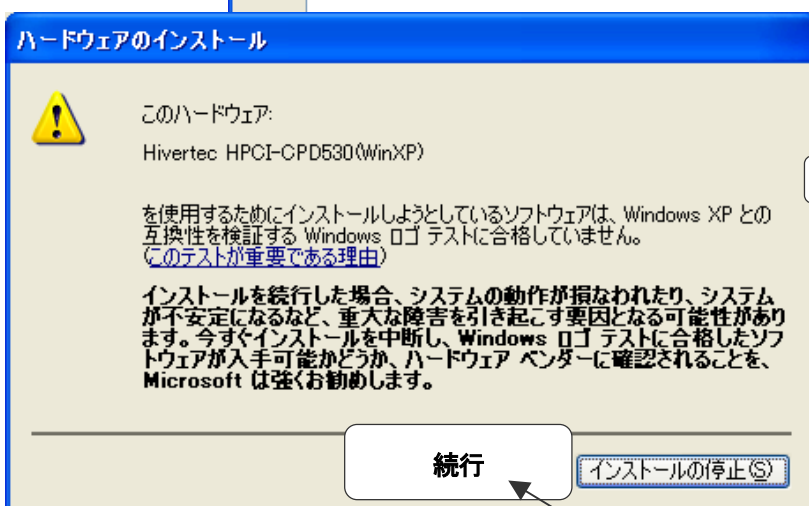 ハードウェアのインストール
このハードウェア:
Hivertec HPCI-CPD530(WinXP)
を使用するためにインストールしようとしているソフトウェアは、Windows XP との
互換性を検証する Windows ロゴ テストに合格していません。
(このテストが重要である理由)
インストールを続行した場合、システムの動作が損なわれたり、システム
が不安定になるなど、重大な障害を引き起こす要因となる可能性があり
ます。今すぐインストールを中断し、Windows ロゴ テストに合格したソフ
トウェアが入手可能かどうか、ハードウェア ベンダーに確認されることを、
Microsoft は強くお勧めします。
続行
インストールの停止(S)